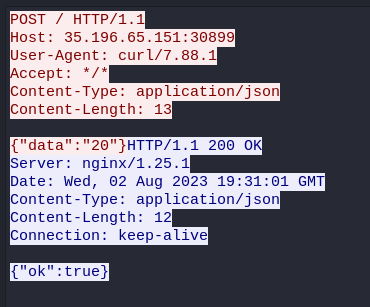 POST / HTTP/1.1
Host: 35.196.65.151:30899
User-Agent: curl/7.88.1
Accept: */*
Content-Type: application/json
Content-Length: 13
{"data":"20"}HTTP/1.1 200 OK
Server: nginx/1.25.1
Date: Wed, 02 Aug 2023 19:31:01 GMT
Content-Type: application/json
Content-Length: 12
Connection: keep-alive
{"ok":true}